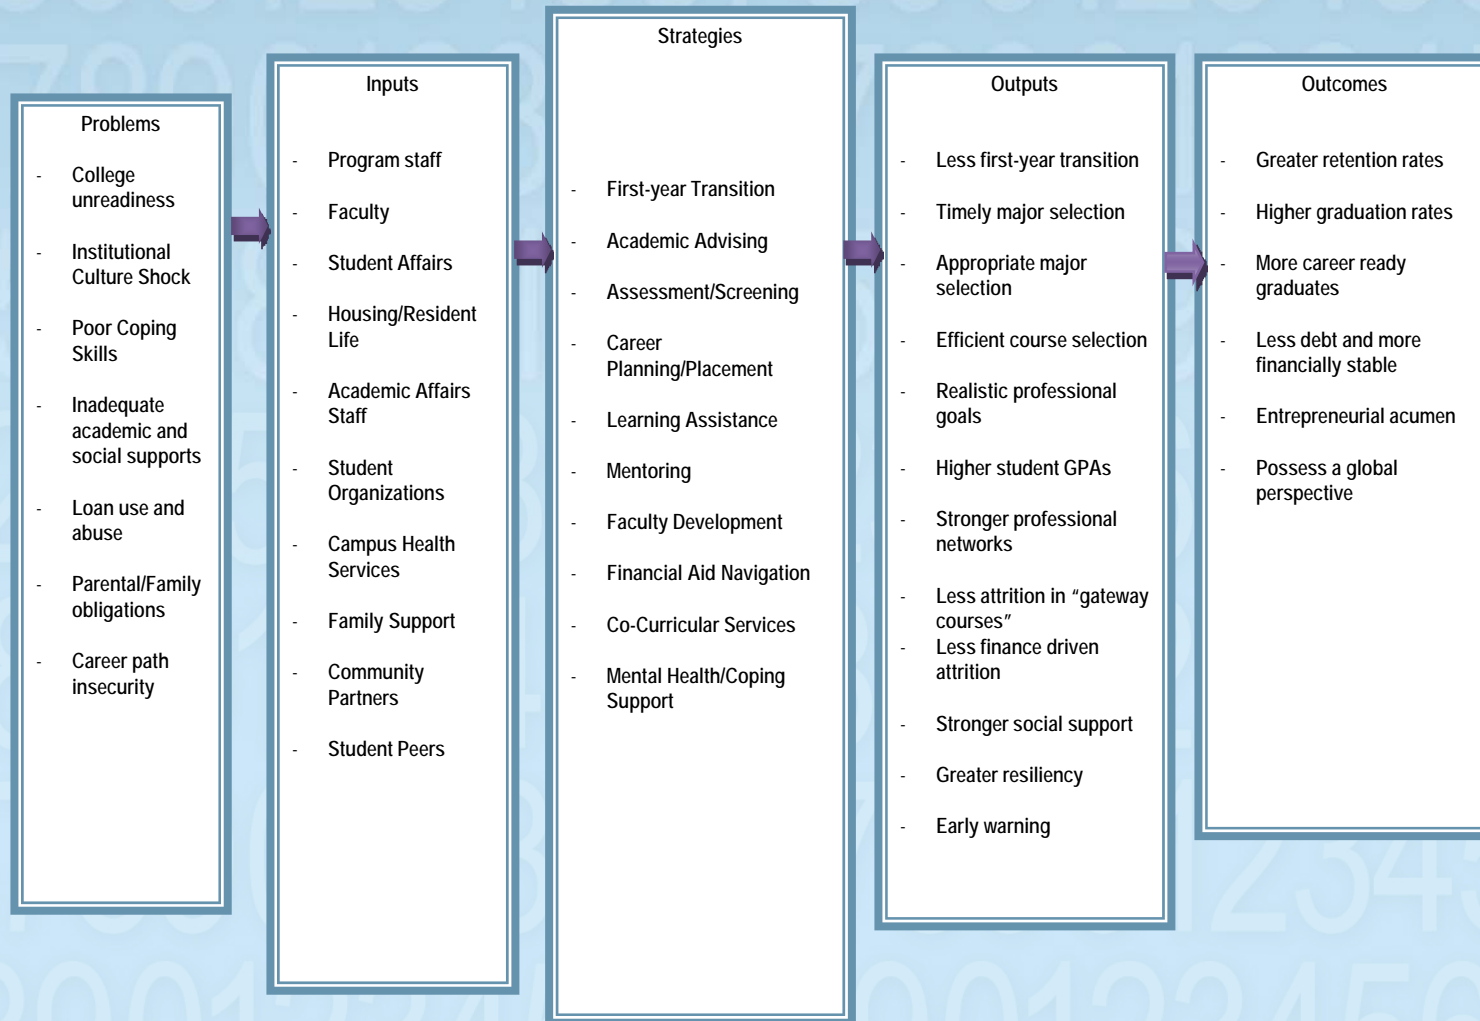 Problems
- College
unreadiness
- Institutional
Culture Shock
- Poor Coping
Skills
- Inadequate
academic and
social supports
- Loan use and
abuse
- Parental/Family
obligations
- Career path
insecurity
Inputs
- Program staff
- Faculty
- Student Affairs
- Housing/Resident
Life
- Academic Affairs
Staff
- Student
Organizations
- Campus Health
Services
- Family Support
- Community
Partners
- Student Peers
Strategies
- First-year Transition
- Academic Advising
- Assessment/Screening
- Career
Planning/Placement
- Learning Assistance
- Mentoring
- Faculty Development
- Financial Aid Navigation
- Co-Curricular Services
- Mental Health/Coping
Support
Outputs
- Less first-year transition
- Timely major selection
- Appropriate major
selection
- Efficient course selection
- Realistic professional
goals
- Higher student GPAs
- Stronger professional
networks
- Less attrition in “gateway
courses”
- Less finance driven
attrition
- Stronger social support
- Greater resiliency
- Early warning
Outcomes
- Greater retention rates
- Higher graduation rates
- More career ready
graduates
- Less debt and more
financially stable
- Entrepreneurial acumen
- Possess a global
perspective